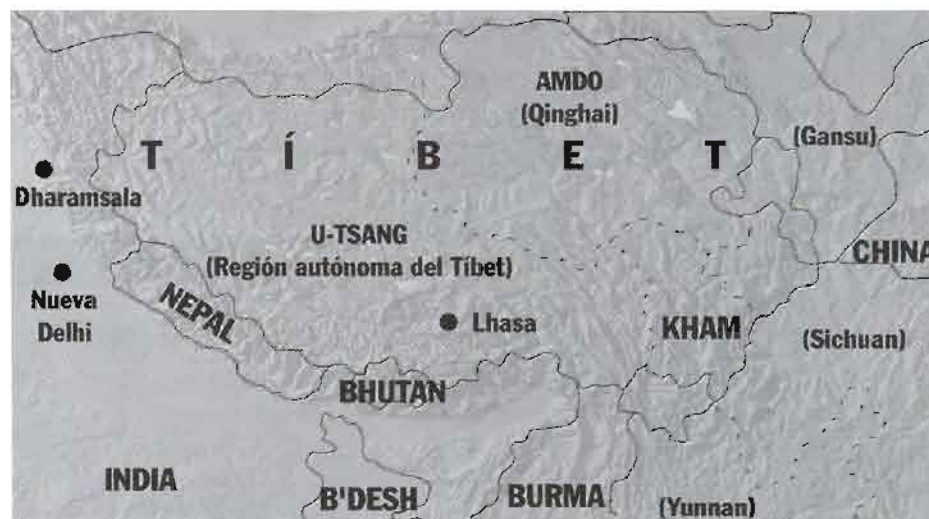 AMDO
(Qinghai)
(Gansu)
T Í B E T
Dharamsala
U-TSANG
(Región autónoma del Tíbet)
CHINA
Nueva
Delhi
NEPAL
Lhasa
KHAM
(Sichuan)
BHUTAN
INDIA
B'DESH
BURMA
(Yunnan)